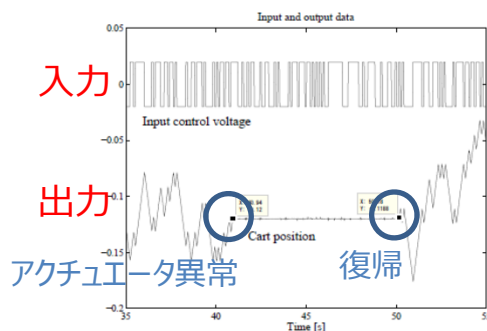 Input and output data
0.05
入力
0
Input control voltage
-0.05
-0.1
出力
Cart position
-0.15
アクチュエータ異常
復帰
-0.2
35
40
45
50
Time [s]